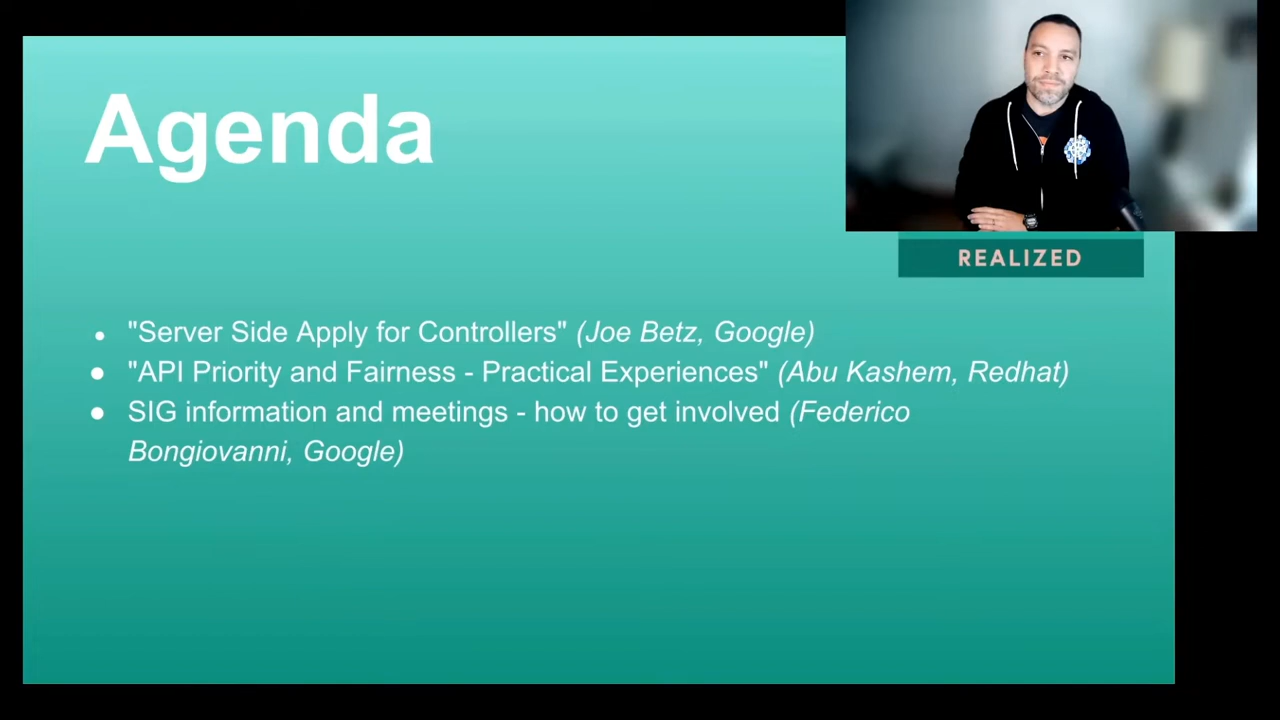 Agenda
REALIZED
● "Server Side Apply for Controllers" (Joe Betz, Google)
● "API Priority and Fairness - Practical Experiences" (Abu Kashem, Redhat)
● SIG information and meetings - how to get involved (Federico
Bongiovanni, Google)